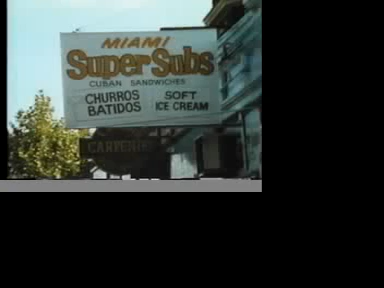 MIAMI
Super Subs
CUBAN SANDWICHES
CHURROS SOFT
BATIDOS ICE CREAM